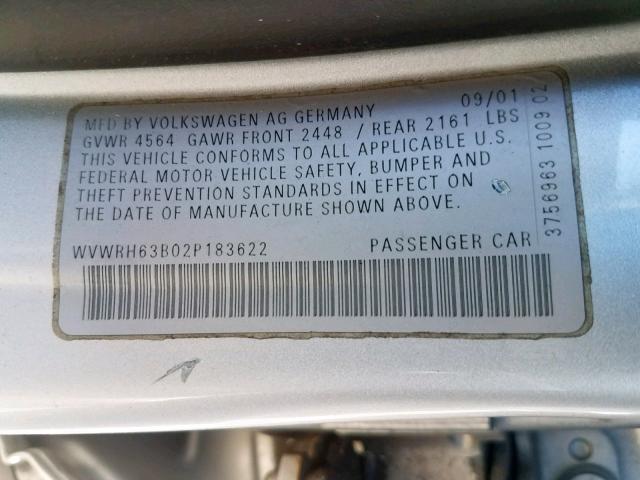 MFD BY VOLKSWAGEN AG GERMANY 09/01
GVWR 4564 GAWR FRONT 2448 / REAR 2161 LBS
THIS VEHICLE CONFORMS TO ALL APPLICABLE U.S.
FEDERAL MOTOR VEHICLE SAFETY, BUMPER AND
THEFT PREVENTION STANDARDS IN EFFECT ON
THE DATE OF MANUFACTURE SHOWN ABOVE.
WVWRH63B02P183622 PASSENGER CAR
3756963 1009 02